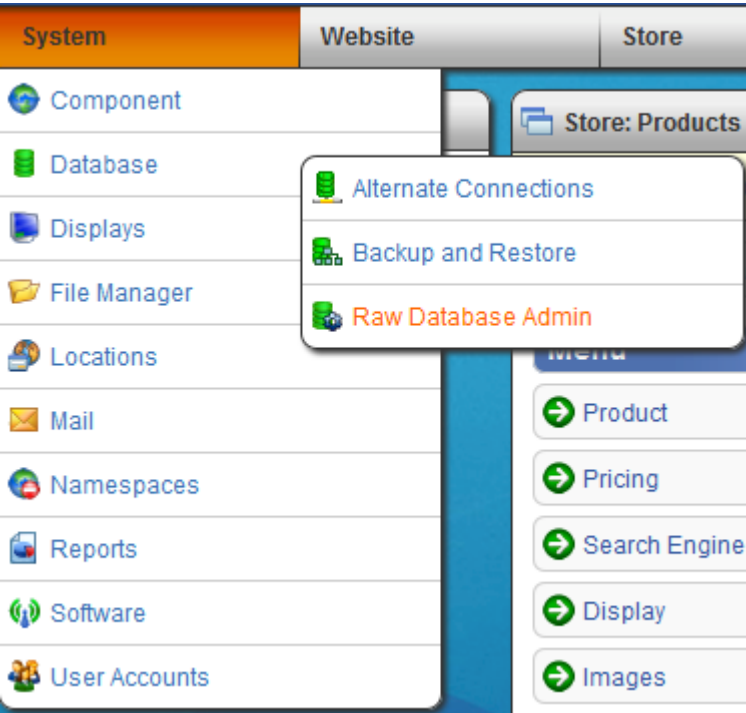 System
Website
Store
Component
Database
Displays
File Manager
Locations
Mail
Namespaces
Reports
Software
User Accounts
Alternate Connections
Backup and Restore
Raw Database Admin
Store: Products
Menu
Product
Pricing
Search Engine
Display
Images